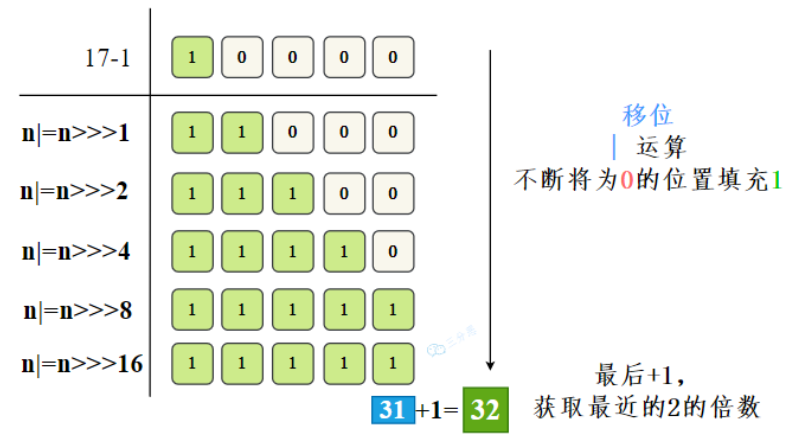 17-1 1 0 0 0 0
n|=n>>>1 1 1 0 0 0
n|=n>>>2 1 1 1 0 0
n|=n>>>4 1 1 1 1 0
n|=n>>>8 1 1 1 1 1
n|=n>>>16 1 1 1 1 1
31+1=32
移位
| 运算
不断将为0的位置填充1
最后+1,
获取最近的2的倍数
三分恶